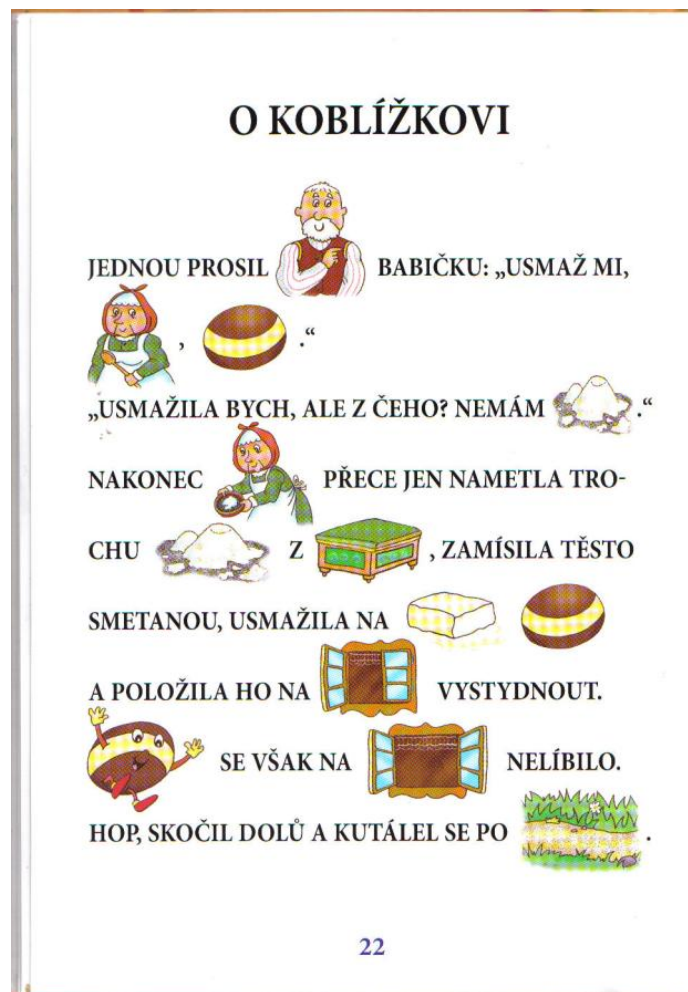 O KOBLÍŽKOVI
JEDNOU PROSIL BABIČKU: „USMAŽ MI,
, .“
„USMAŽILA BYCH, ALE Z ČEHO? NEMÁM .“
NAKONEC PŘECE JEN NAMETLA TRO-
CHU Z , ZAMÍSILA TĚSTO
SMETANOU, USMAŽILA NA
A POLOŽILA HO NA VYSTYDNOUT.
SE VŠAK NA NELÍBILO.
HOP, SKOČIL DOLŮ A KUTÁLEL SE PO .
22